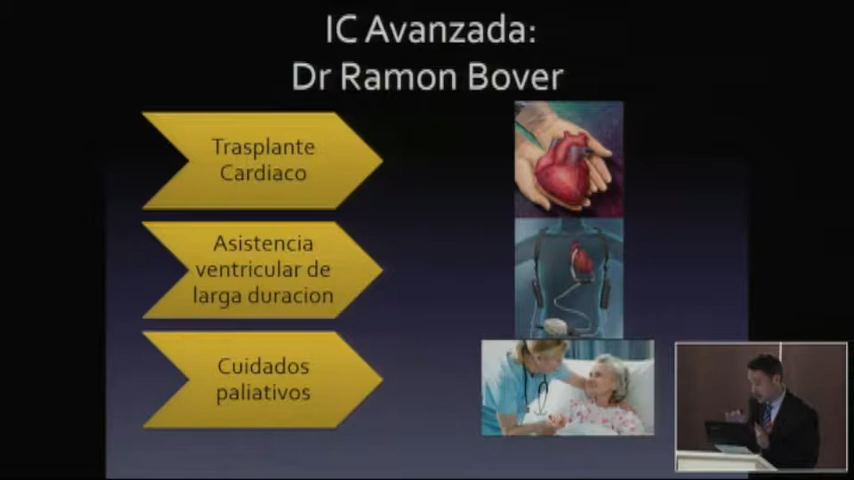 IC Avanzada:
Dr Ramon Bover
Trasplante
Cardiaco
Asistencia
ventricular de
larga duracion
Cuidados
paliativos